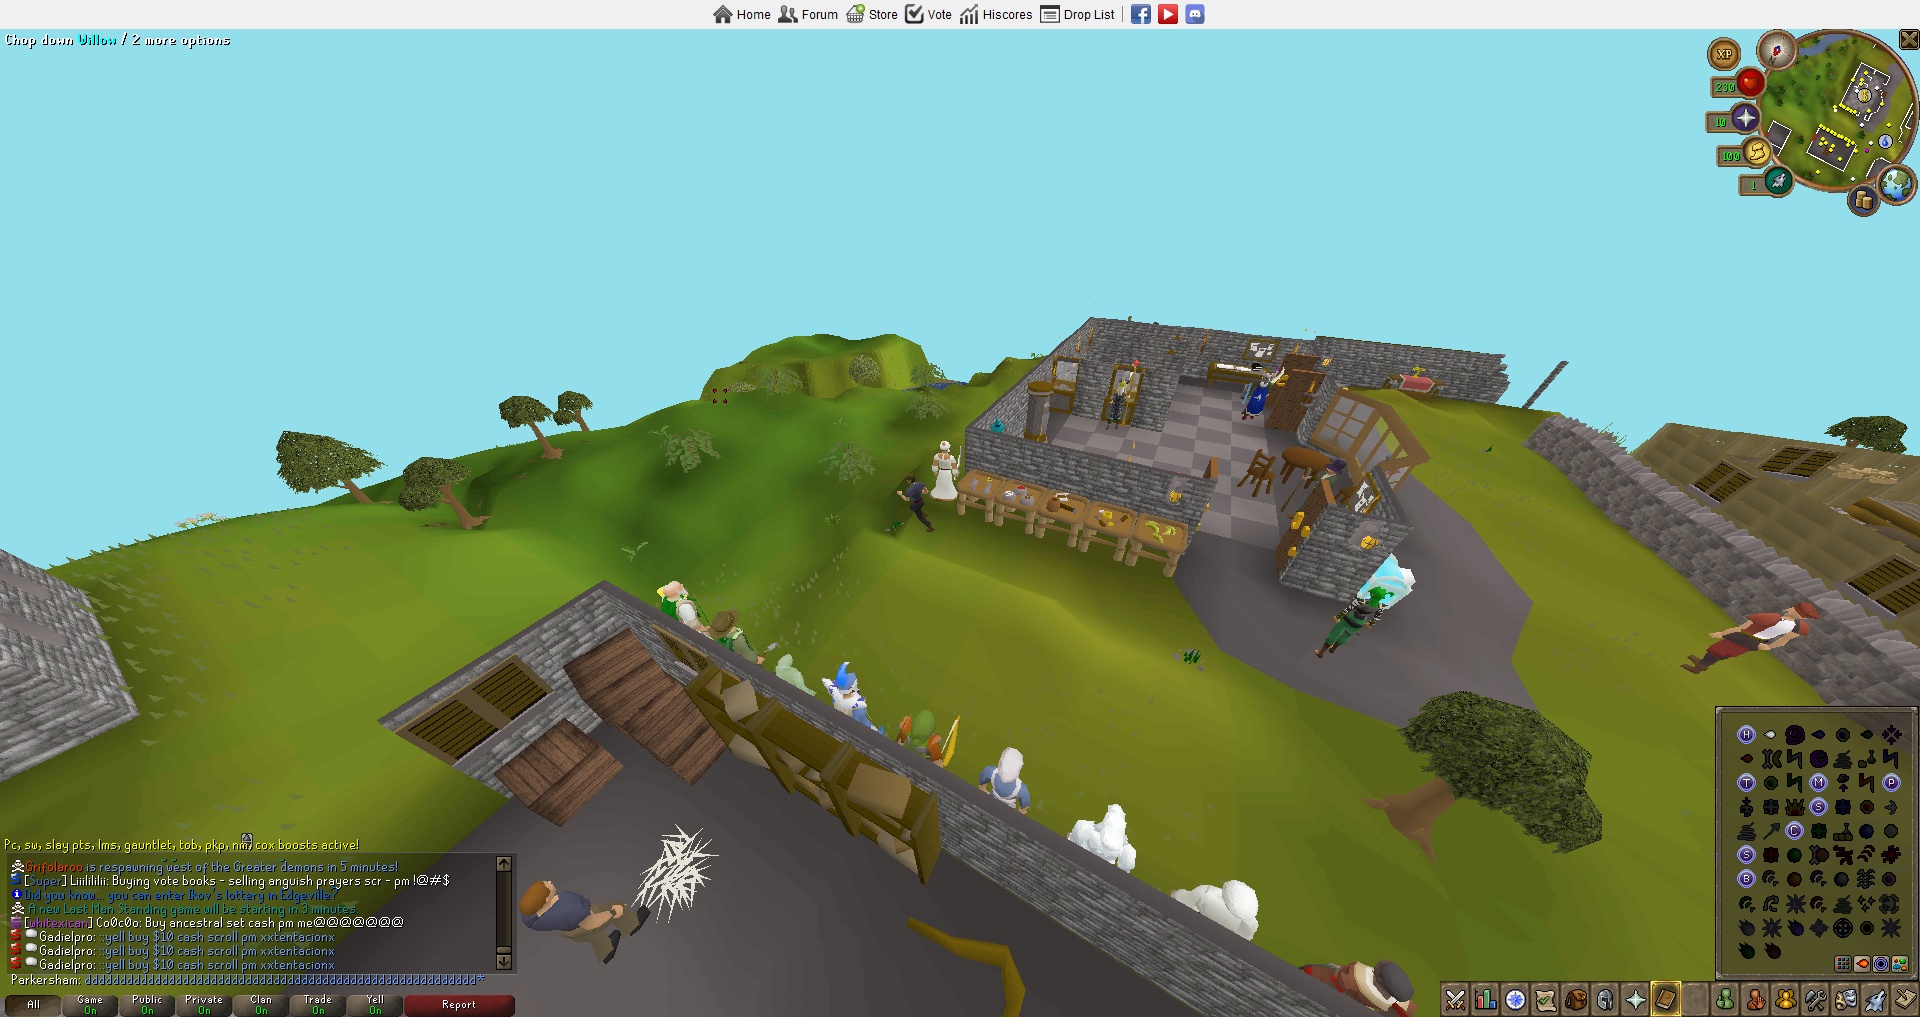 Home Forum Store Vote Hiscores Drop List
Chop down Willow / 2 more options
XP
230
10
100
1
Pc, sw, slay pts, lms, gauntlet, tob, pkp, nm, cox boosts active!
Grifolaroo is respawning west of the Greater demons in 5 minutes!
[Super] Liiilililii: Buying vote books - selling anguish prayers scr - pm !@#$
Did you know... you can enter Ikov's lottery in Edgeville?
A new Last Man Standing game will be starting in 3 minutes.
[whitexican] Co0c0o: Buy ancestral set cash pm me@@@@@@@
Gadielpro: ::yell buy $10 cash scroll pm xxtentacionx
Gadielpro: ::yell buy $10 cash scroll pm xxtentacionx
Gadielpro: ::yell buy $10 cash scroll pm xxtentacionx
All Game On Public On Private On Clan On Trade On Yell On Report
H
T M P
S
C
S
B